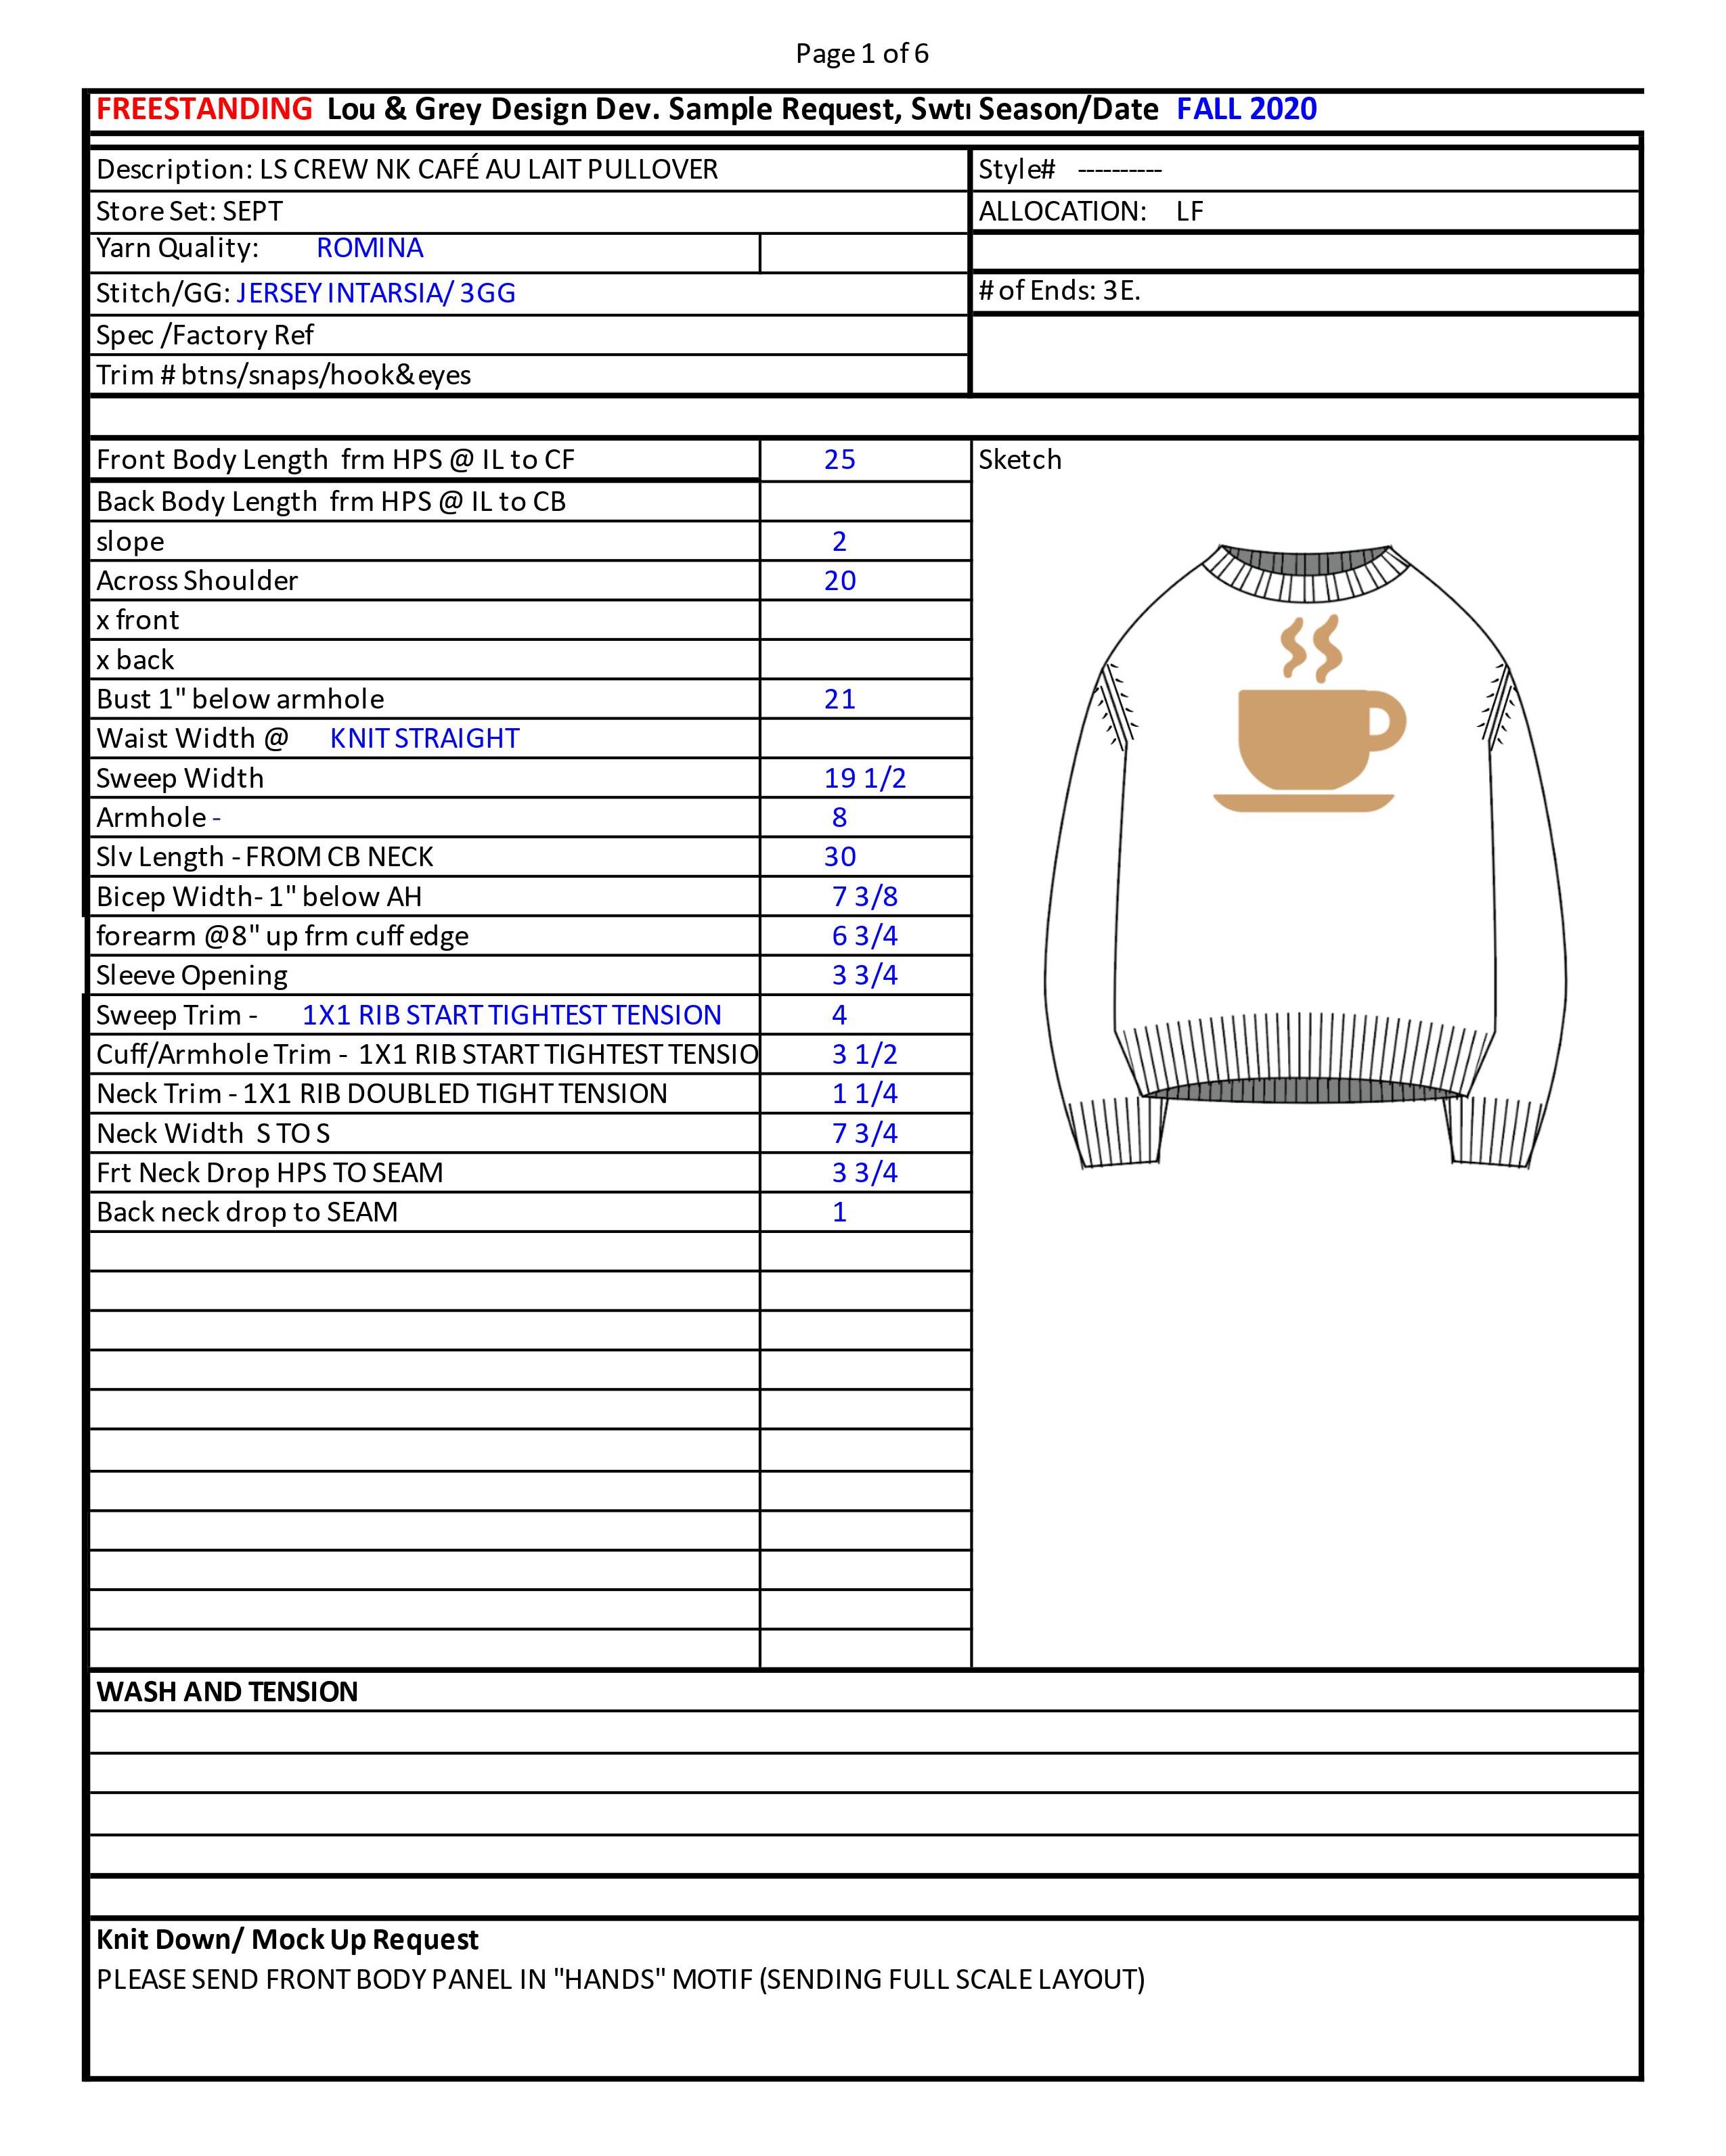 Page 1 of 6
FREESTANDING Lou & Grey Design Dev. Sample Request, Swt Season/Date FALL 2020
Description: LS CREW NK CAFÉ AU LAIT PULLOVER Style# ----------
Store Set: SEPT ALLOCATION: LF
Yarn Quality: ROMINA
Stitch/GG: JERSEY INTARSIA/ 3GG # of Ends: 3E.
Spec /Factory Ref
Trim # btns/snaps/hook&eyes
Front Body Length frm HPS @ IL to CF 25 Sketch
Back Body Length frm HPS @ IL to CB
slope 2
Across Shoulder 20
x front
x back
Bust 1" below armhole 21
Waist Width @ KNIT STRAIGHT
Sweep Width 19 1/2
Armhole - 8
Slv Length - FROM CB NECK 30
Bicep Width- 1" below AH 7 3/8
forearm @8" up frm cuff edge 6 3/4
Sleeve Opening 3 3/4
Sweep Trim - 1X1 RIB START TIGHTEST TENSION 4
Cuff/Armhole Trim - 1X1 RIB START TIGHTEST TENSIO 3 1/2
Neck Trim - 1X1 RIB DOUBLED TIGHT TENSION 1 1/4
Neck Width S TO S 7 3/4
Frt Neck Drop HPS TO SEAM 3 3/4
Back neck drop to SEAM 1
WASH AND TENSION
Knit Down/ Mock Up Request
PLEASE SEND FRONT BODY PANEL IN "HANDS" MOTIF (SENDING FULL SCALE LAYOUT)